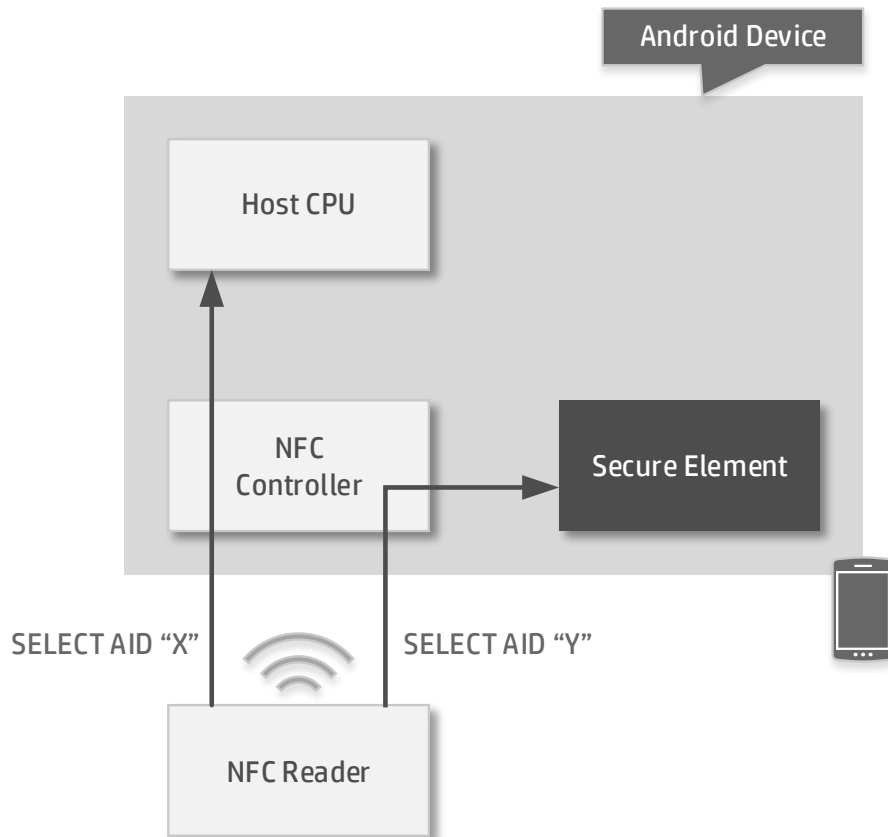 Android Device
Host CPU
NFC
Controller
Secure Element
SELECT AID “X”
SELECT AID “Y”
NFC Reader